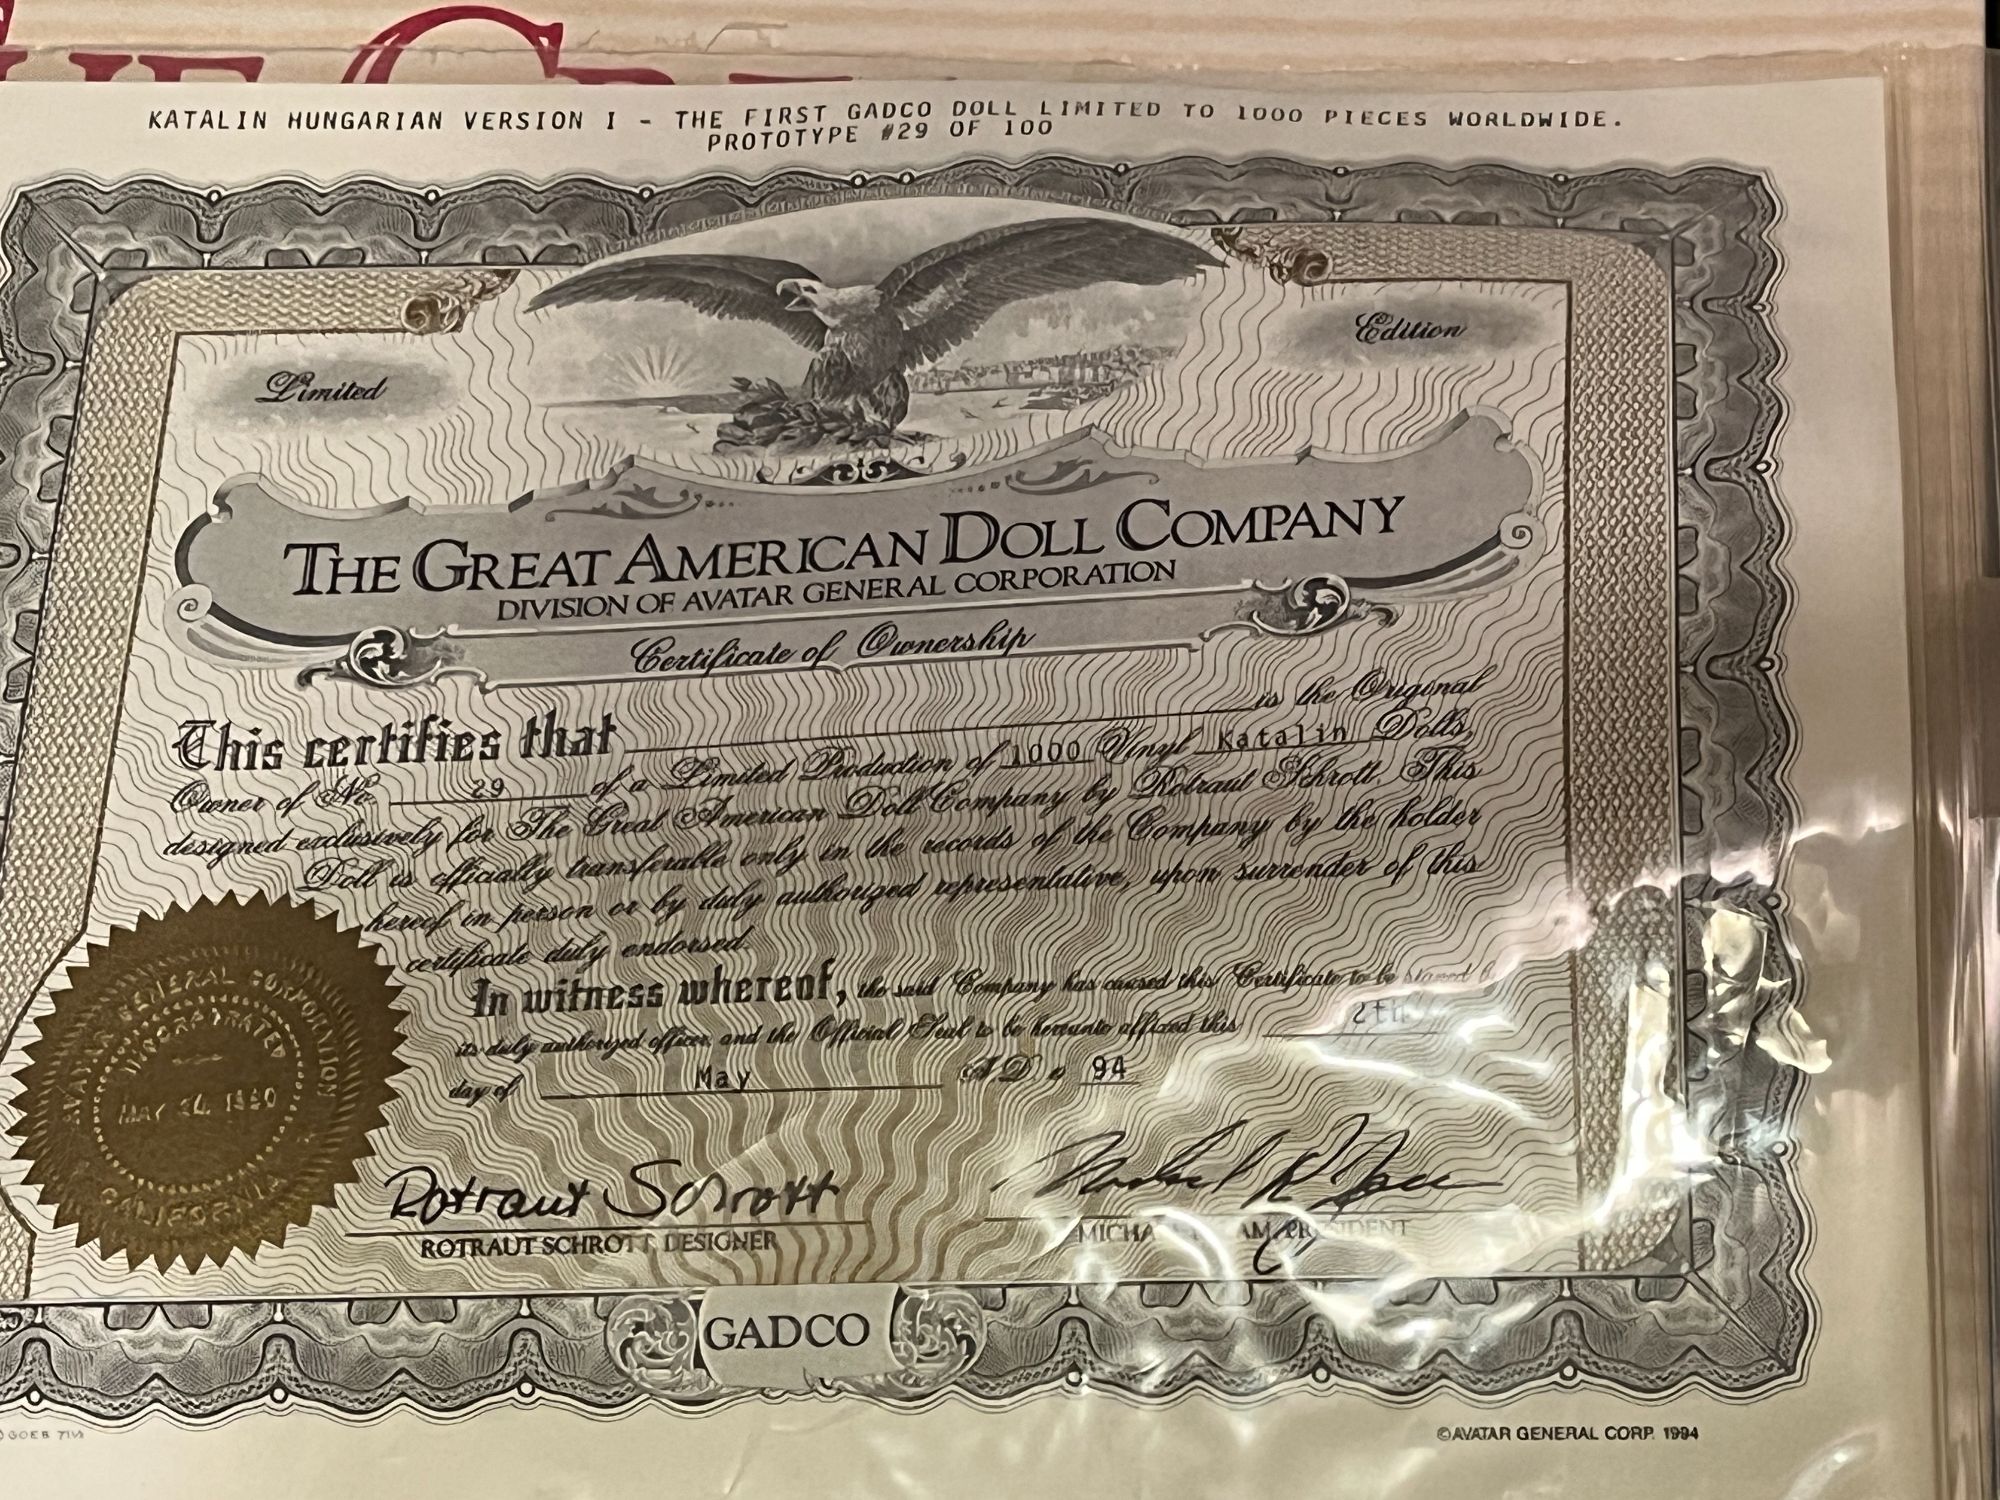 KATALIN HUNGARIAN VERSION I - THE FIRST GADCO DOLL LIMITED TO 1000 PIECES WORLDWIDE.
PROTOTYPE #29 OF 100
Limited
Edition
THE GREAT AMERICAN DOLL COMPANY
DIVISION OF AVATAR GENERAL CORPORATION
Certificate of Ownership
This certifies that is the Original
Owner of No. 29 of a Limited Production of 1000 Vinyl Katalin Dolls,
designed exclusively for The Great American Doll Company by Rotraut Schrott. This
Doll is officially transferable only in the records of the Company by the holder
hereof in person or by duly authorized representative, upon surrender of this
certificate duly endorsed.
In witness whereof, the said Company has caused this Certificate to be signed
its duly authorized officer and the Official Seal to be hereunto affixed this
day of May A.D. 94
AVATAR GENERAL CORPORATION
INCORPORATED
CALIFORNIA
Rotraut Schrott
ROTRAUT SCHROTT, DESIGNER
PRESIDENT
GADCO
©AVATAR GENERAL CORP. 1994